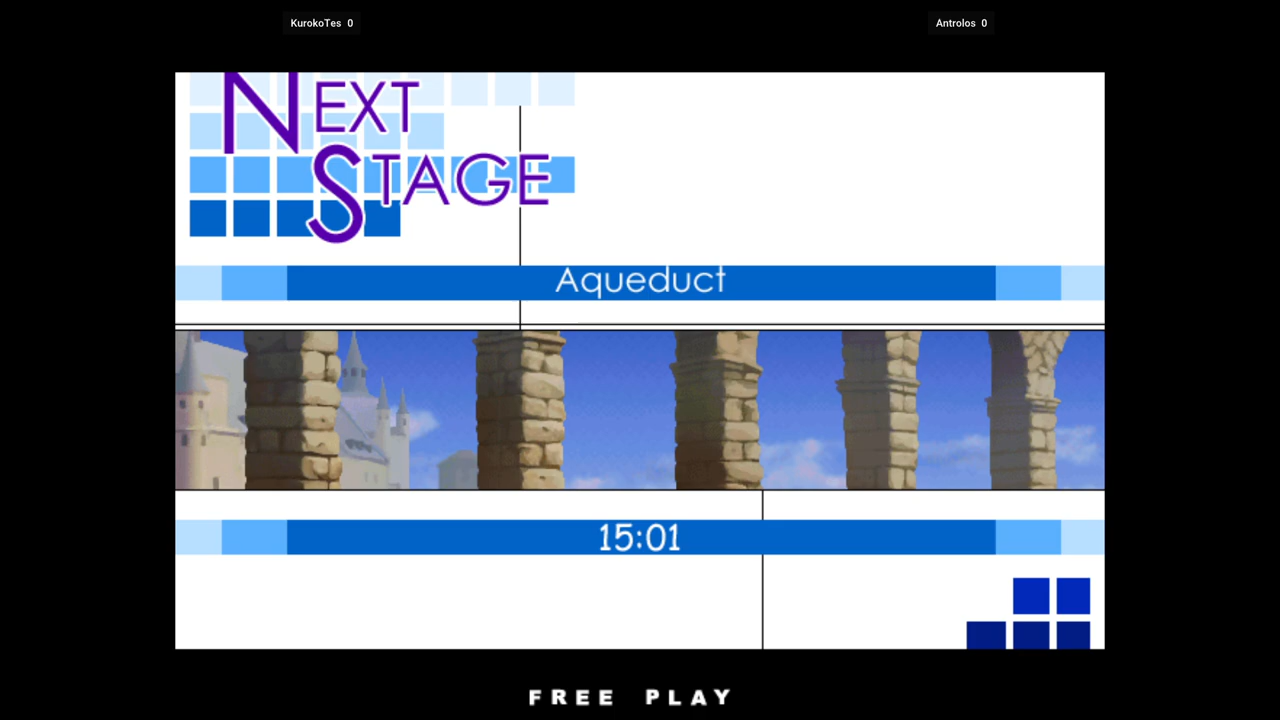 KurokoTes 0
Antrolos 0
NEXT
STAGE
Aqueduct
15:01
FREE PLAY